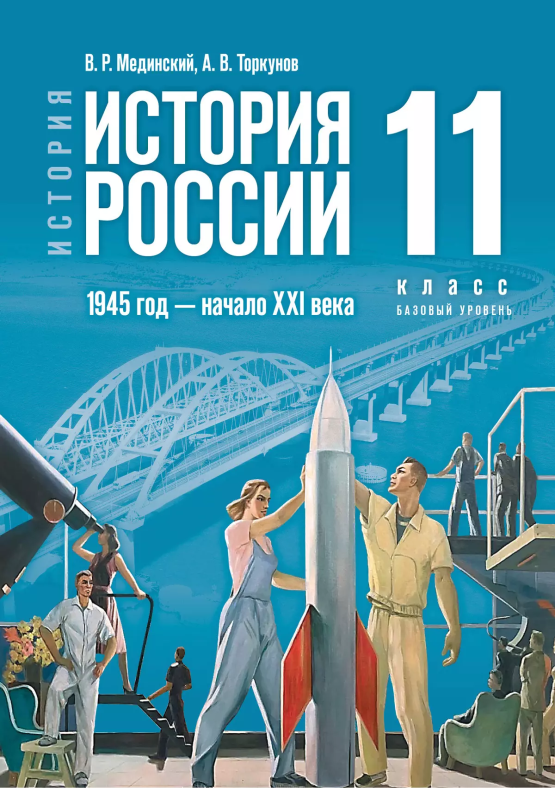 В. Р. Мединский, А. В. Торкунов
ИСТОРИЯ
ИСТОРИЯ
РОССИИ
11
класс
БАЗОВЫЙ УРОВЕНЬ
1945 год — начало XXI века